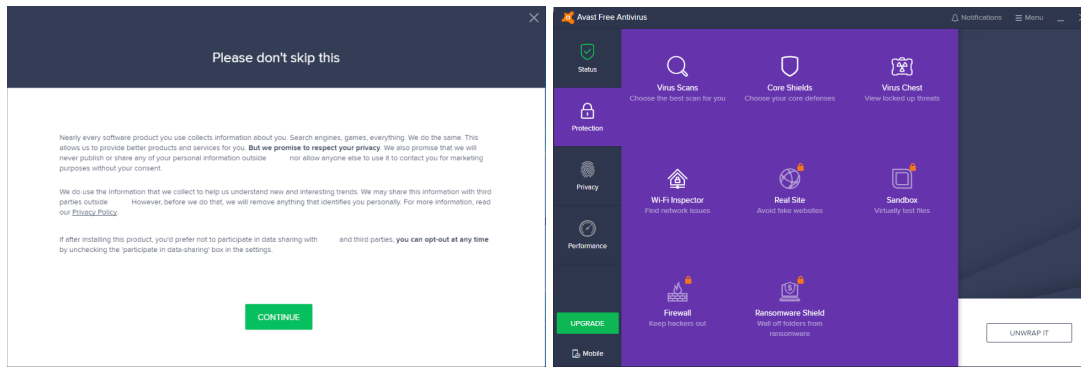 Please don't skip this
Nearly every software product you use collects information about you. Search engines, games, everything. We do the same. This
allows us to provide better products and services for you. But we promise to respect your privacy. We also promise that we will
never publish or share any of your personal information outside nor allow anyone else to use it to contact you for marketing
purposes without your consent.
We do use the information that we collect to help us understand new and interesting trends. We may share this information with third
parties outside However, before we do that, we will remove anything that identifies you personally. For more information, read
our Privacy Policy.
If after installing this product, you'd prefer not to participate in data sharing with and third parties, you can opt-out at any time
by unchecking the 'participate in data-sharing' box in the settings.
CONTINUE
Avast Free Antivirus
Notifications
Menu
Status
Protection
Privacy
Performance
UPGRADE
Mobile
Virus Scans
Choose the best scan for you
Core Shields
Choose your core defenses
Virus Chest
View locked up threats
Wi-Fi Inspector
Find network issues
Real Site
Avoid fake websites
Sandbox
Virtually test files
Firewall
Keep hackers out
Ransomware Shield
Wall off folders from
ransomware
UNWRAP IT